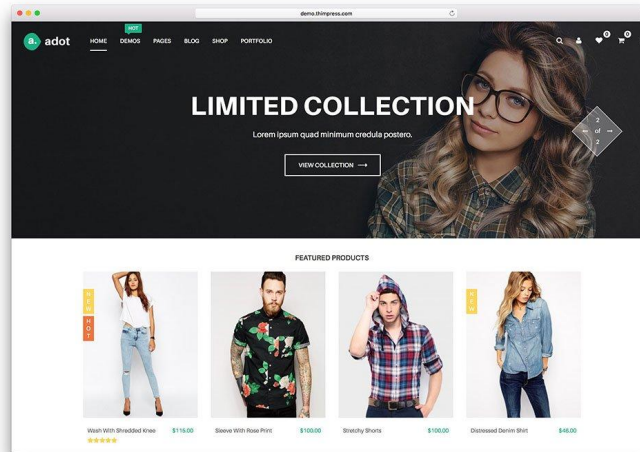 demo.thimpress.com
HOT
a. adot HOME DEMOS PAGES BLOG SHOP PORTFOLIO 0 0
LIMITED COLLECTION
Lorem ipsum quad minimum credula postero.
VIEW COLLECTION
2
of
2
FEATURED PRODUCTS
NEW
HOT
NEW
Wash With Shredded Knee $115.00
Sleeve With Rose Print $100.00
Stretchy Shorts $100.00
Distressed Denim Shirt $46.00